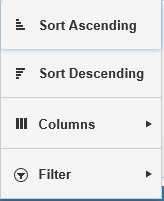 Sort Ascending
Sort Descending
Columns
Filter